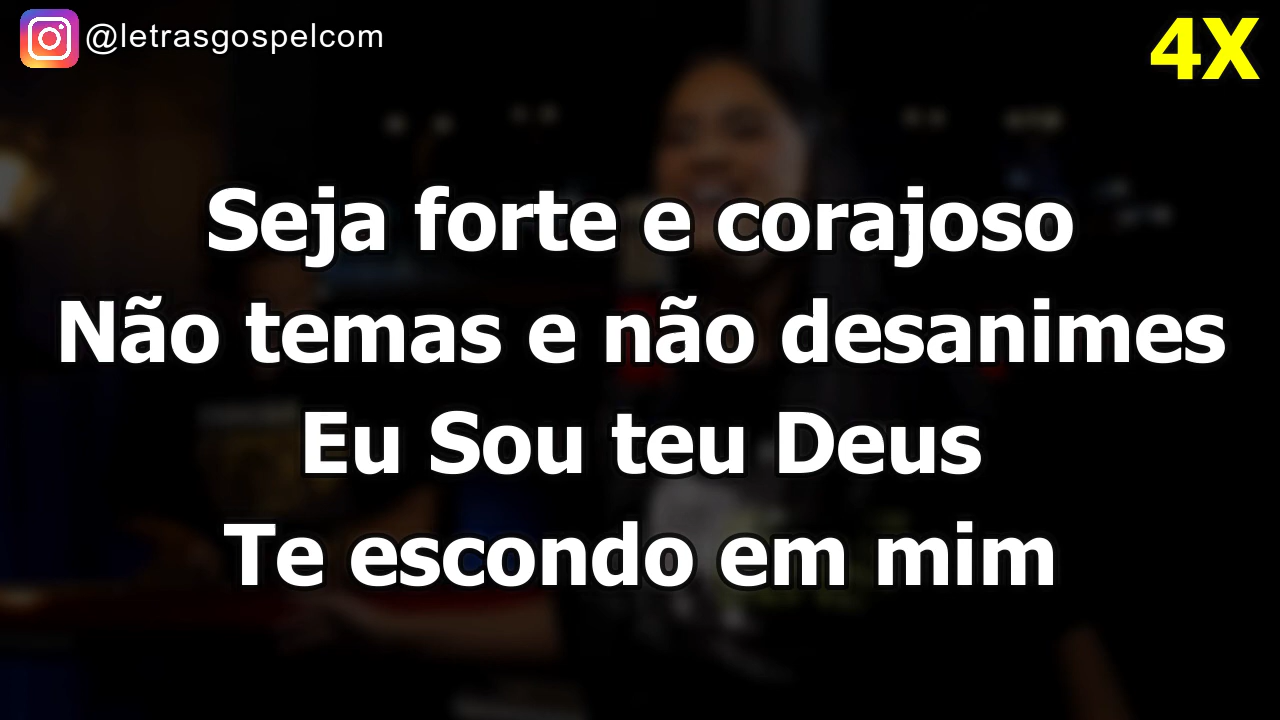 @letrasgospelcom
4X
Seja forte e corajoso
Não temas e não desanimes
Eu Sou teu Deus
Te escondo em mim